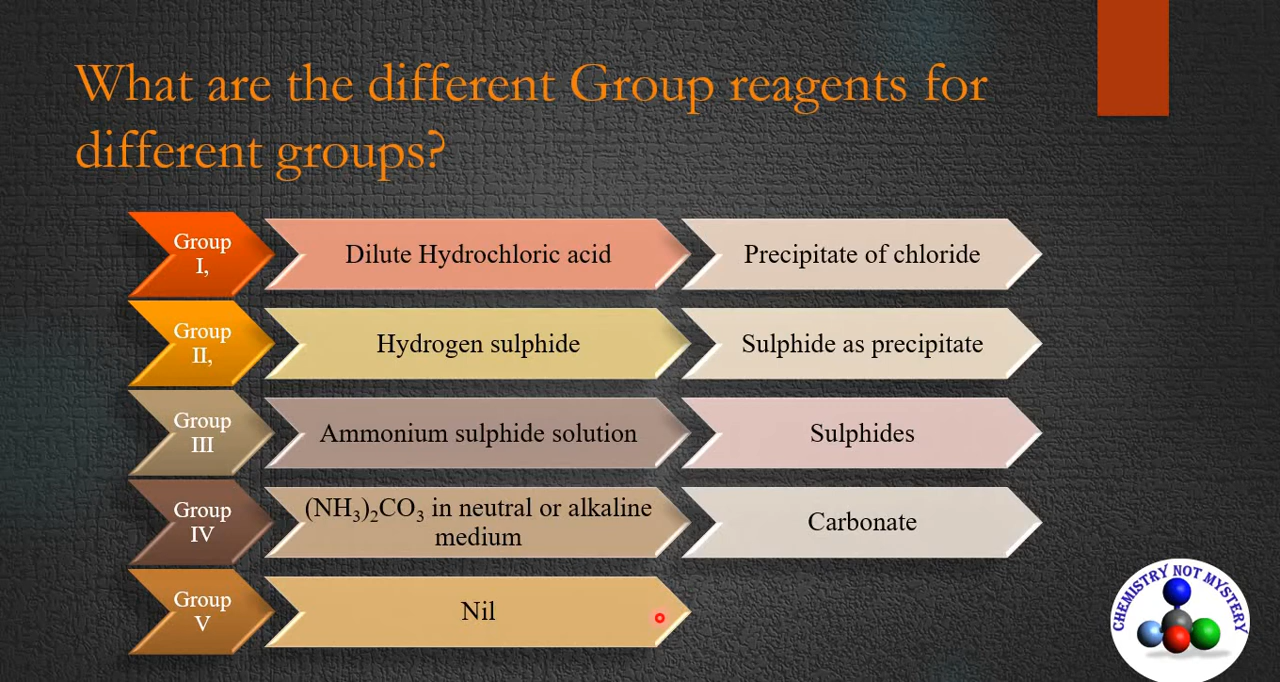 What are the different Group reagents for
different groups?
Group
I,
Dilute Hydrochloric acid
Precipitate of chloride
Group
II,
Hydrogen sulphide
Sulphide as precipitate
Group
III
Ammonium sulphide solution
Sulphides
Group
IV
(NH₃)₂CO₃ in neutral or alkaline
medium
Carbonate
Group
V
Nil
CHEMISTRY NOT MYSTERY